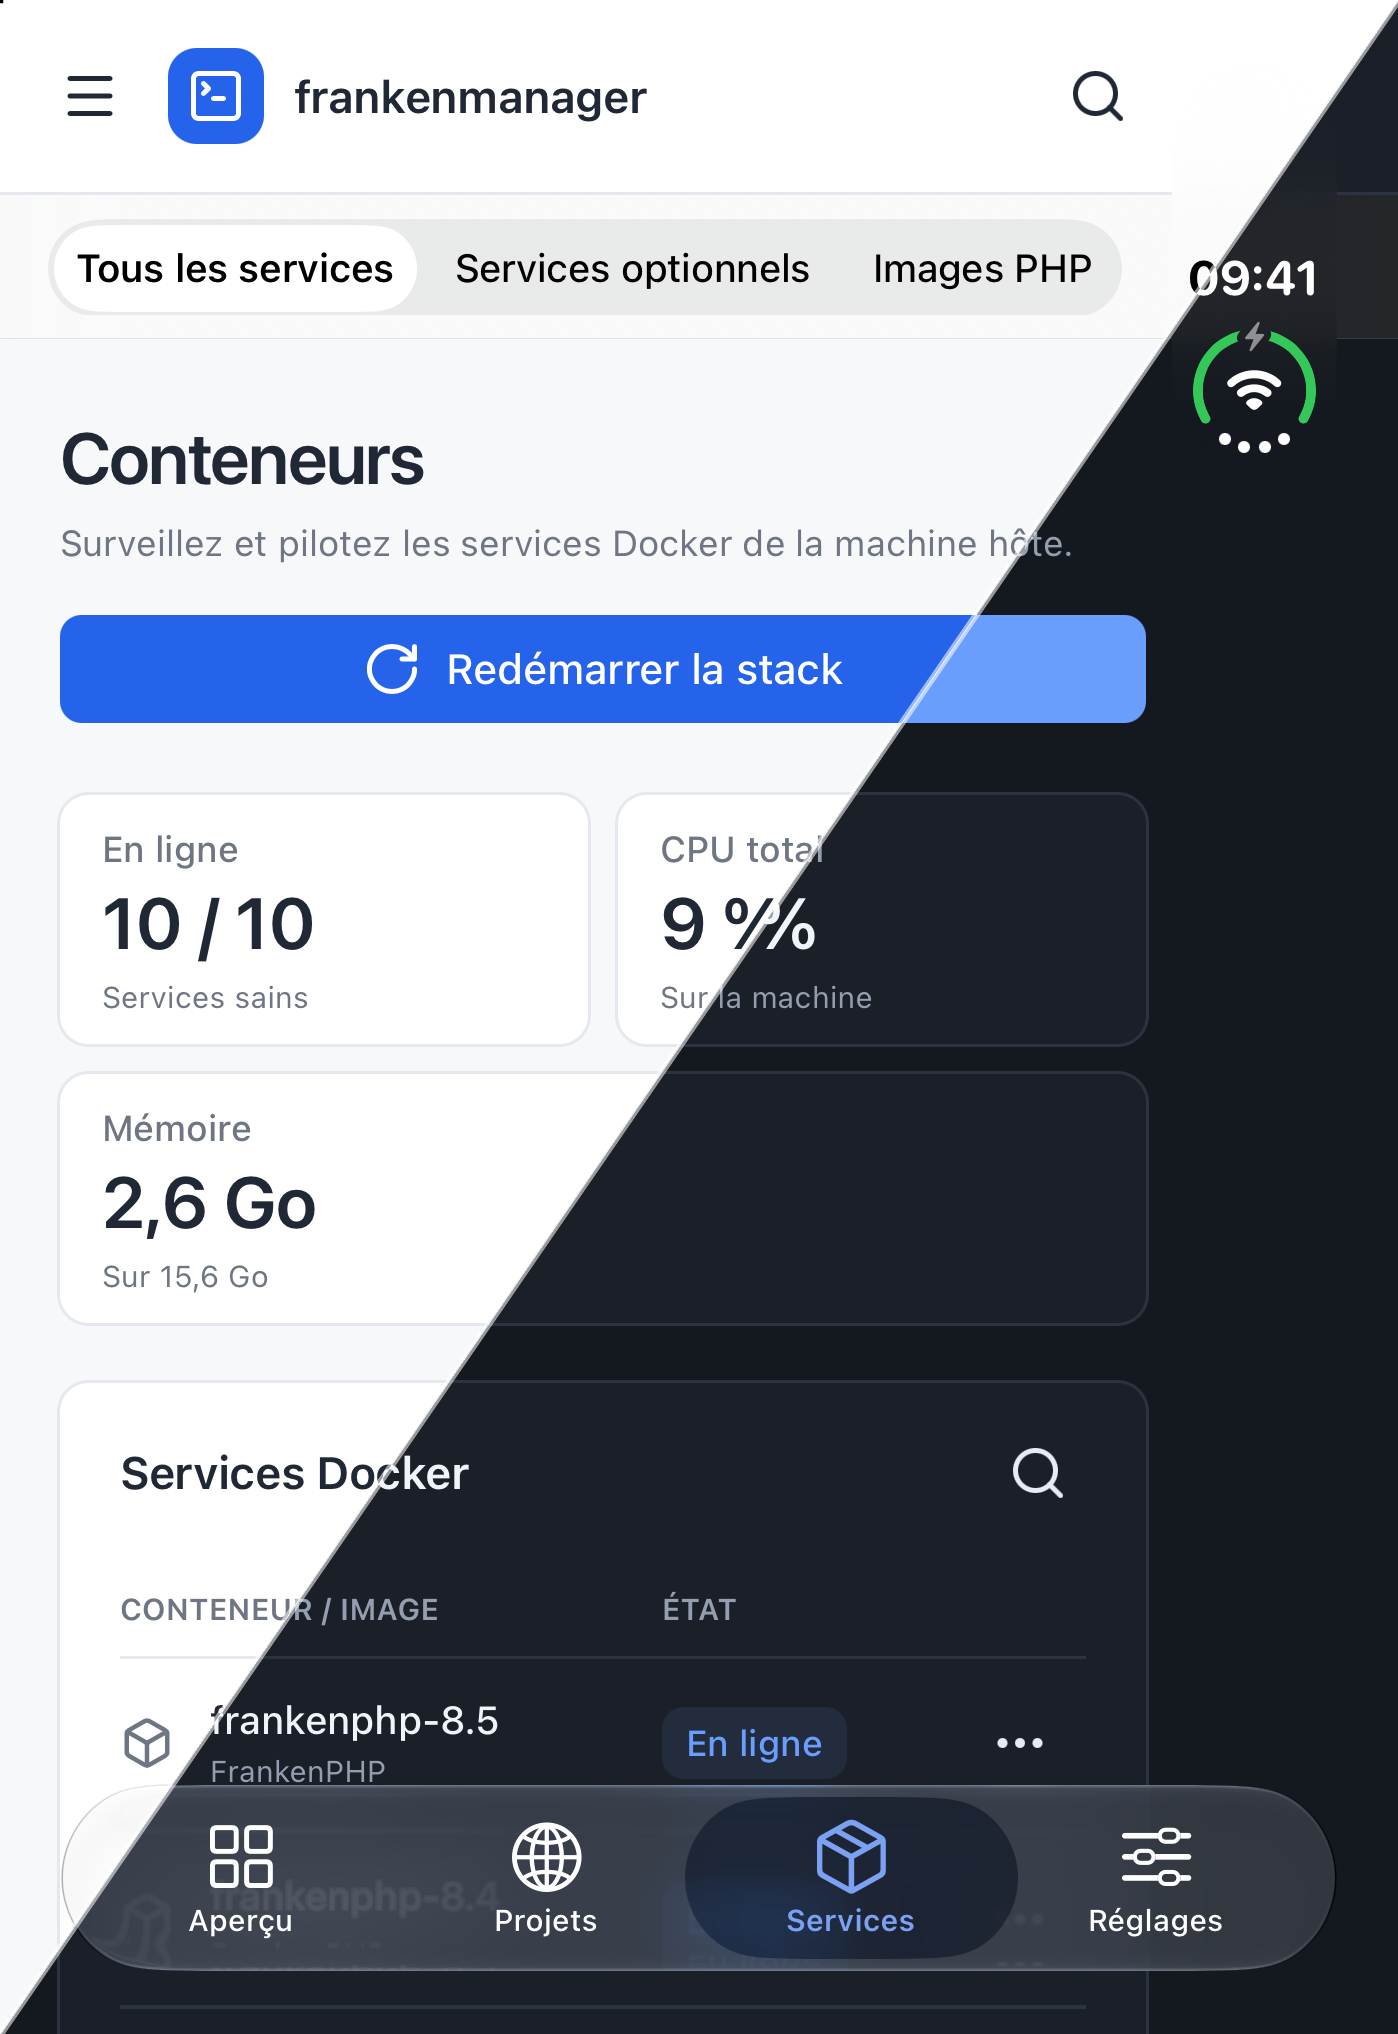 frankenmanager
Tous les services Services optionnels Images PHP
09:41
Conteneurs
Surveillez et pilotez les services Docker de la machine hôte.
Redémarrer la stack
En ligne
10 / 10
Services sains
CPU total
9 %
Sur la machine
Mémoire
2,6 Go
Sur 15,6 Go
Services Docker
CONTENEUR / IMAGE ÉTAT
frankenphp-8.5
FrankenPHP
En ligne
frankenphp-8.4
Aperçu Projets Services Réglages